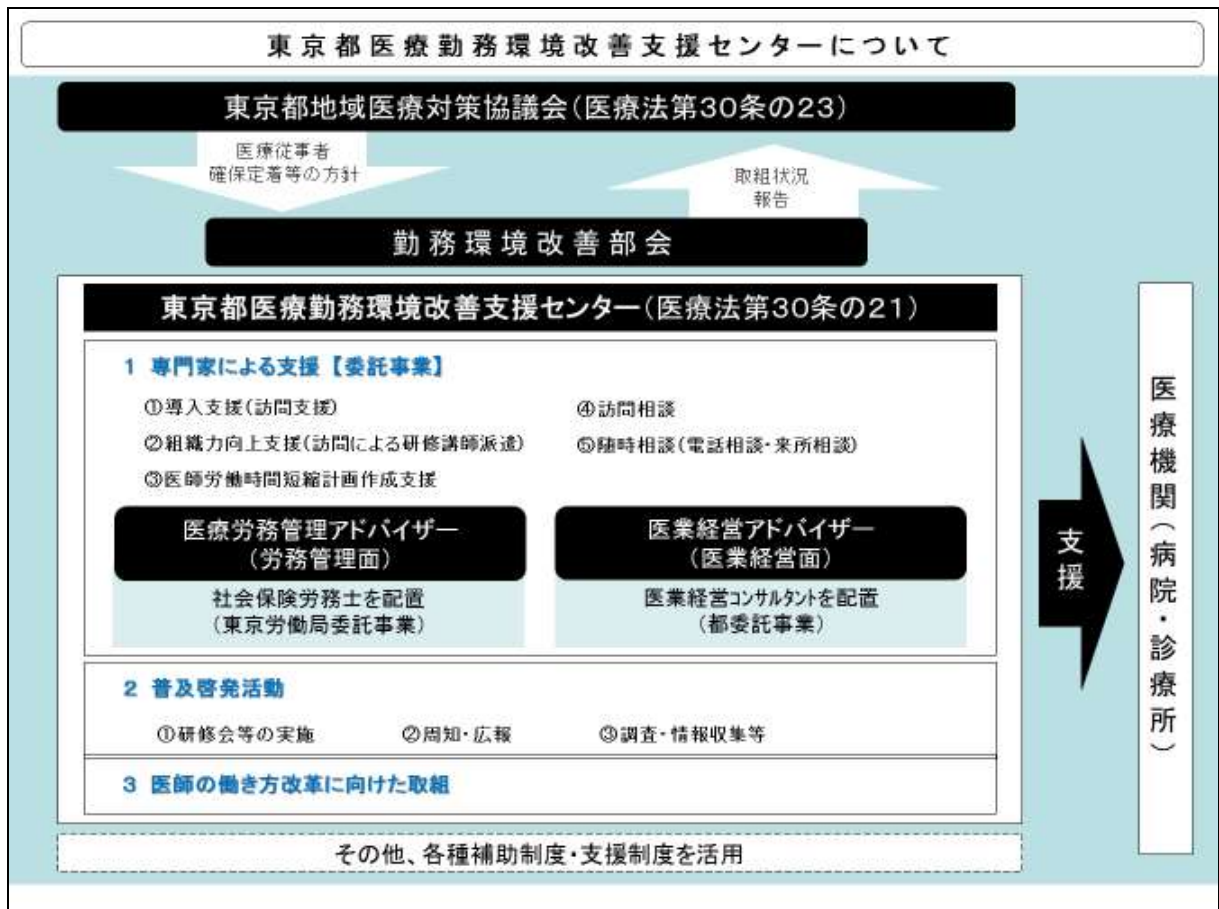 東京都医療勤務環境改善支援センターについて
東京都地域医療対策協議会(医療法第30条の23)
医療従事者
確保定着等の方針
取組状況
報告
勤務環境改善部会
東京都医療勤務環境改善支援センター(医療法第30条の21)
1 専門家による支援【委託事業】
①導入支援(訪問支援)
②組織力向上支援(訪問による研修講師派遣)
③医師労働時間短縮計画作成支援
④訪問相談
⑤随時相談(電話相談・来所相談)
医療労務管理アドバイザー
(労務管理面)
社会保険労務士を配置
(東京労働局委託事業)
医業経営アドバイザー
(医業経営面)
医業経営コンサルタントを配置
(都委託事業)
2 普及啓発活動
①研修会等の実施 ②周知・広報 ③調査・情報収集等
3 医師の働き方改革に向けた取組
その他、各種補助制度・支援制度を活用
支援
医療機関(病院・診療所)